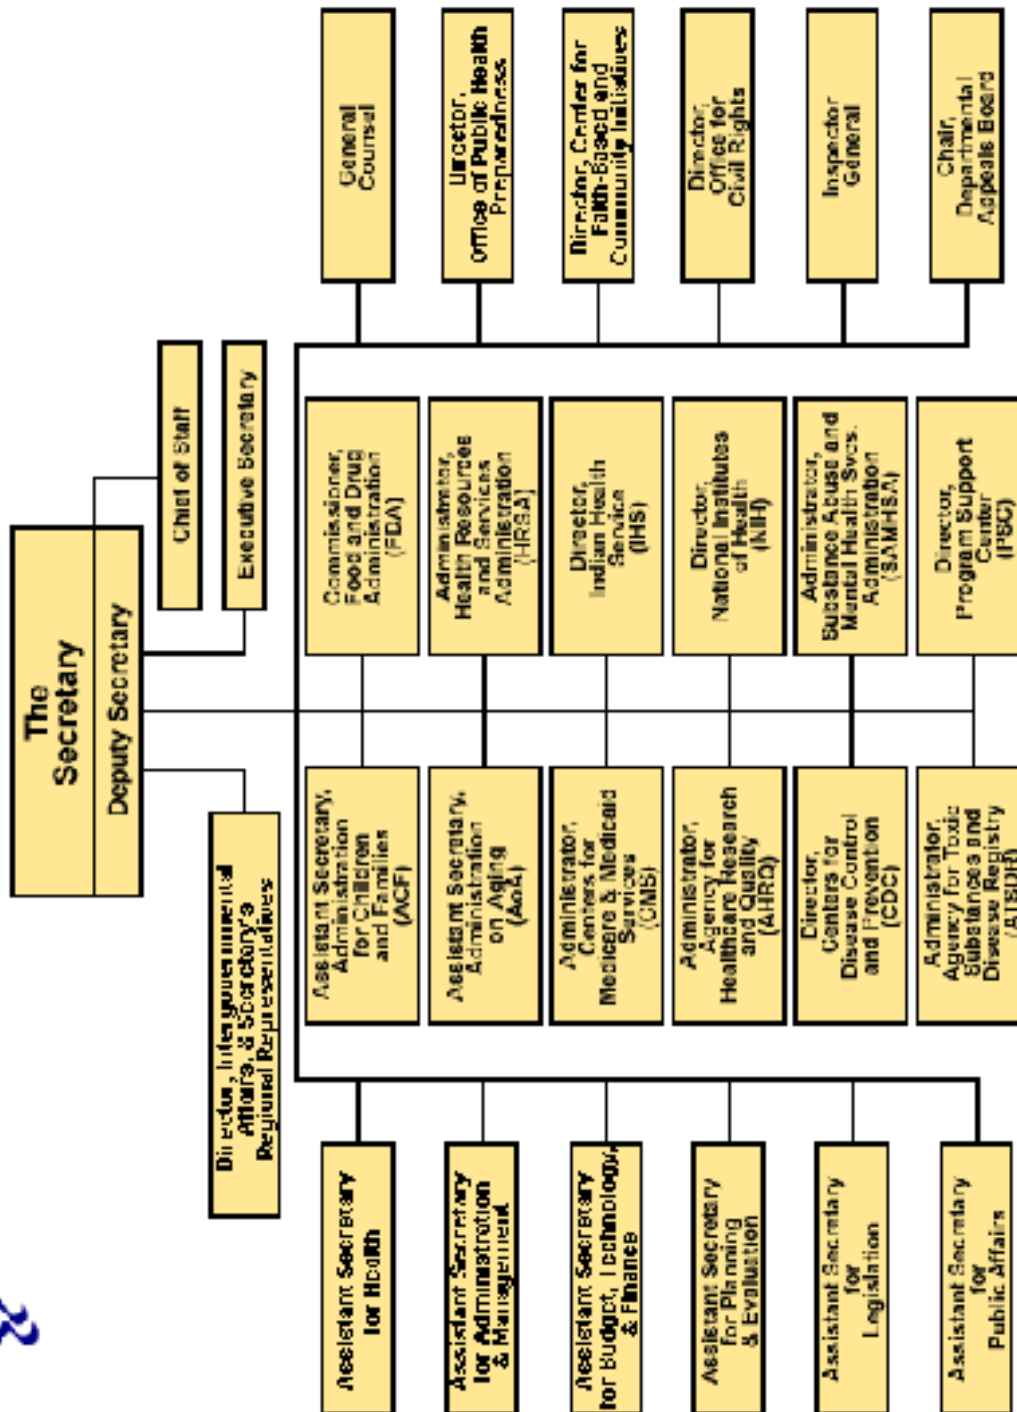 The
Secretary
Deputy Secretary
Chief of Staff
Executive Secretary
Director, Intergovernmental
Affairs, & Secretary's
Regional Representatives
Assistant Secretary
for Health
Assistant Secretary
for Administration
& Management
Assistant Secretary
for Budget, Technology,
& Finance
Assistant Secretary
for Planning
& Evaluation
Assistant Secretary
for
Legislation
Assistant Secretary
for
Public Affairs
Assistant Secretary,
Administration
for Children
and Families
(ACF)
Assistant Secretary,
Administration
on Aging
(AoA)
Administrator,
Centers for
Medicare & Medicaid
Services
(CMS)
Administrator,
Agency for
Healthcare Research
and Quality
(AHRQ)
Director,
Centers for
Disease Control
and Prevention
(CDC)
Administrator,
Agency for Toxic
Substances and
Disease Registry
(ATSDR)
Commissioner,
Food and Drug
Administration
(FDA)
Administrator,
Health Resources
and Services
Administration
(HRSA)
Director,
Indian Health
Service
(IHS)
Director,
National Institutes
of Health
(NIH)
Administrator,
Substance Abuse and
Mental Health Svcs.
Administration
(SAMHSA)
Director,
Program Support
Center
(PSC)
General
Counsel
Director,
Office of Public Health
Preparedness
Director, Center for
Faith-Based and
Community Initiatives
Director,
Office for
Civil Rights
Inspector
General
Chair,
Departmental
Appeals Board